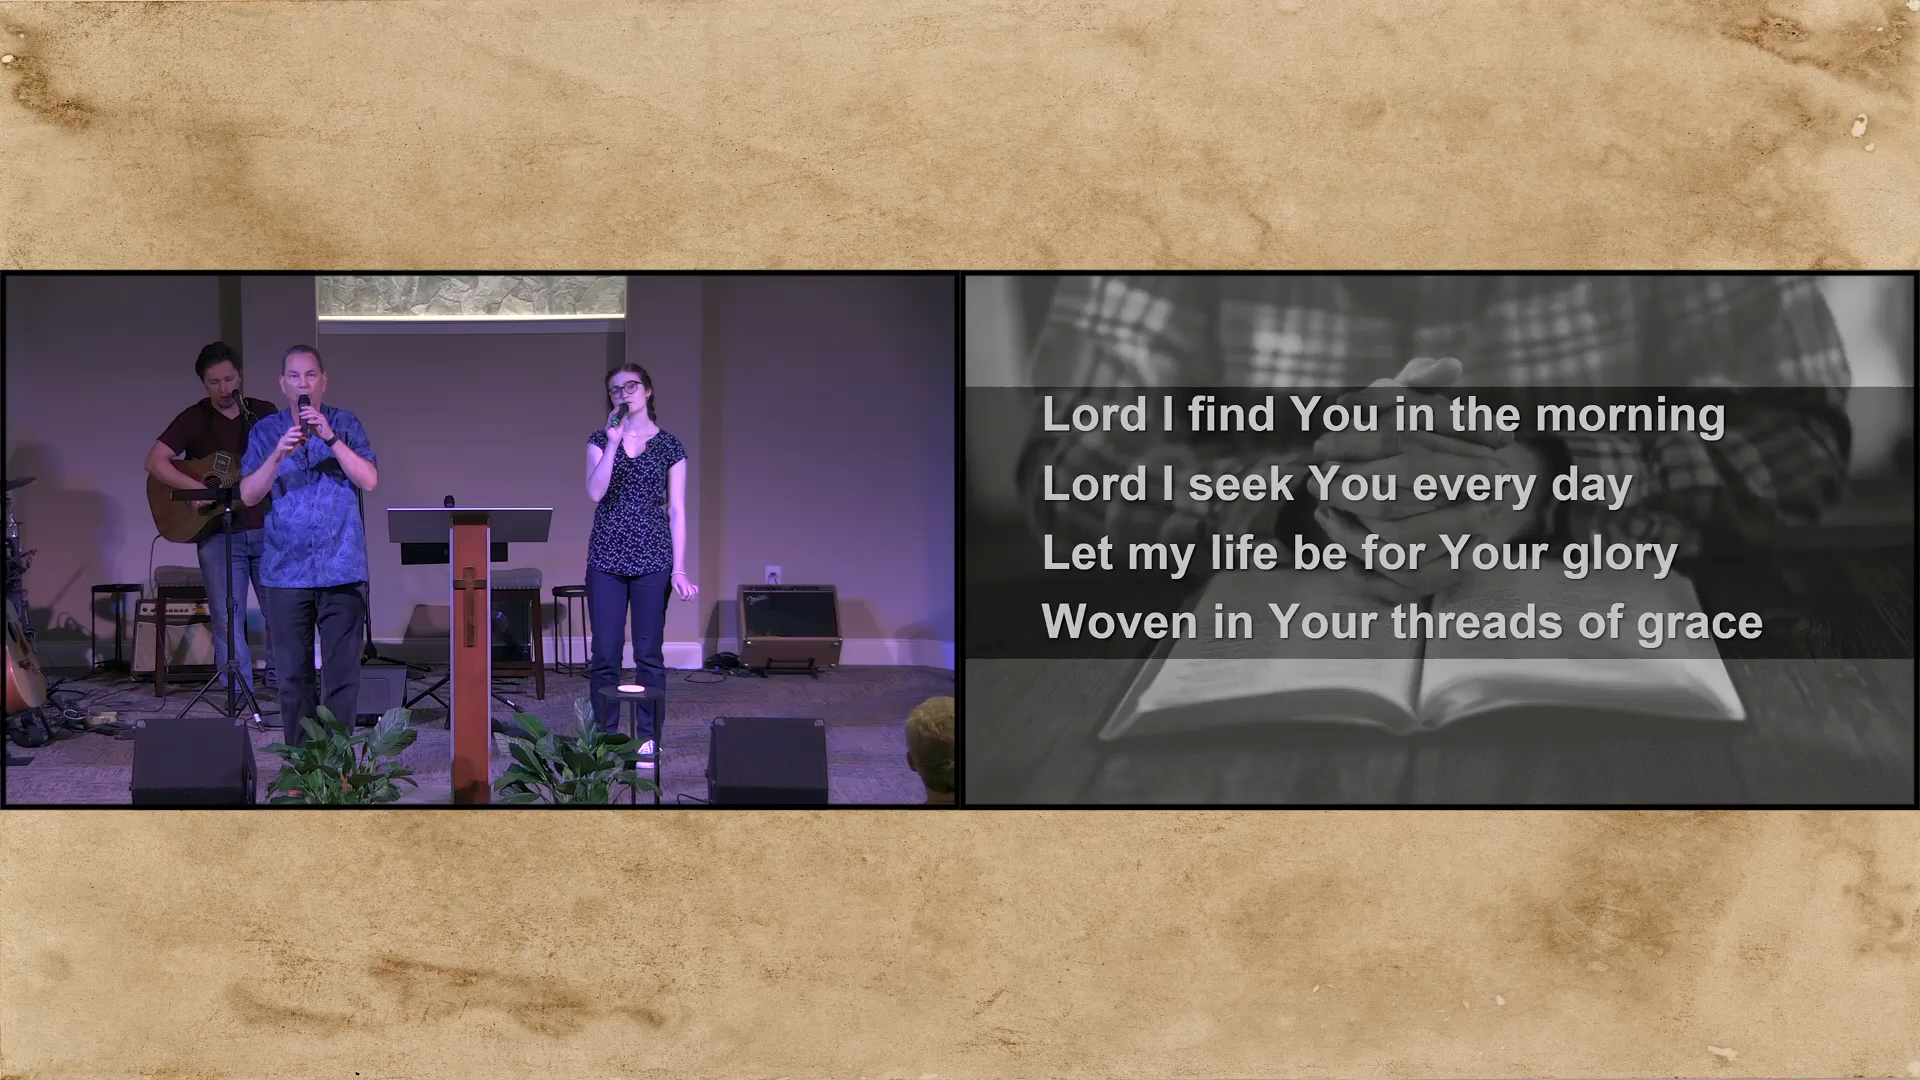 Lord I find You in the morning
Lord I seek You every day
Let my life be for Your glory
Woven in Your threads of grace